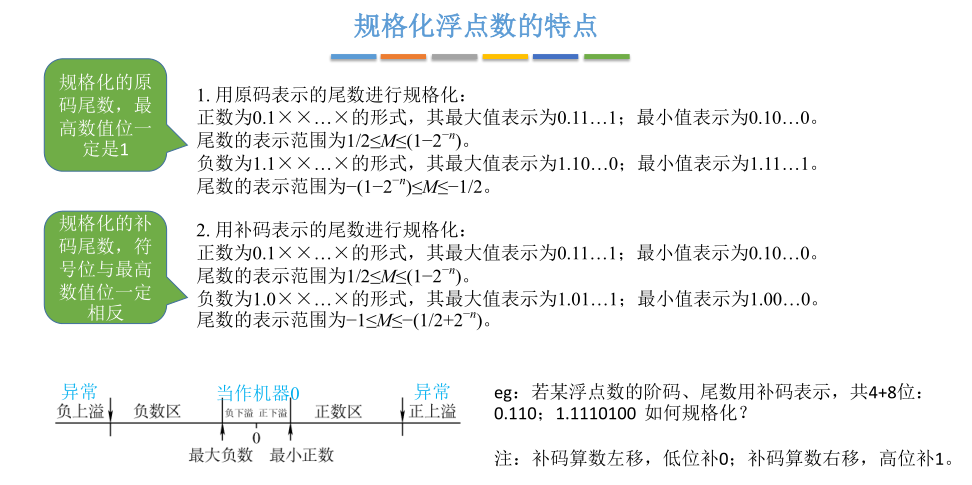 规格化浮点数的特点
规格化的原
码尾数，最
高数值位一
定是1
1. 用原码表示的尾数进行规格化：
正数为0.1××…×的形式，其最大值表示为0.11…1；最小值表示为0.10…0。
尾数的表示范围为1/2≤M≤(1−2⁻ⁿ)。
负数为1.1××…×的形式，其最大值表示为1.10…0；最小值表示为1.11…1。
尾数的表示范围为−(1−2⁻ⁿ)≤M≤−1/2。
规格化的补
码尾数，符
号位与最高
数值位一定
相反
2. 用补码表示的尾数进行规格化：
正数为0.1××…×的形式，其最大值表示为0.11…1；最小值表示为0.10…0。
尾数的表示范围为1/2≤M≤(1−2⁻ⁿ)。
负数为1.0××…×的形式，其最大值表示为1.01…1；最小值表示为1.00…0。
尾数的表示范围为−1≤M≤−(1/2+2⁻ⁿ)。
异常 当作机器0 异常
负上溢 负数区 负下溢 正下溢 正数区 正上溢
0
最大负数 最小正数
eg：若某浮点数的阶码、尾数用补码表示，共4+8位：
0.110；1.1110100 如何规格化？
注：补码算数左移，低位补0；补码算数右移，高位补1。